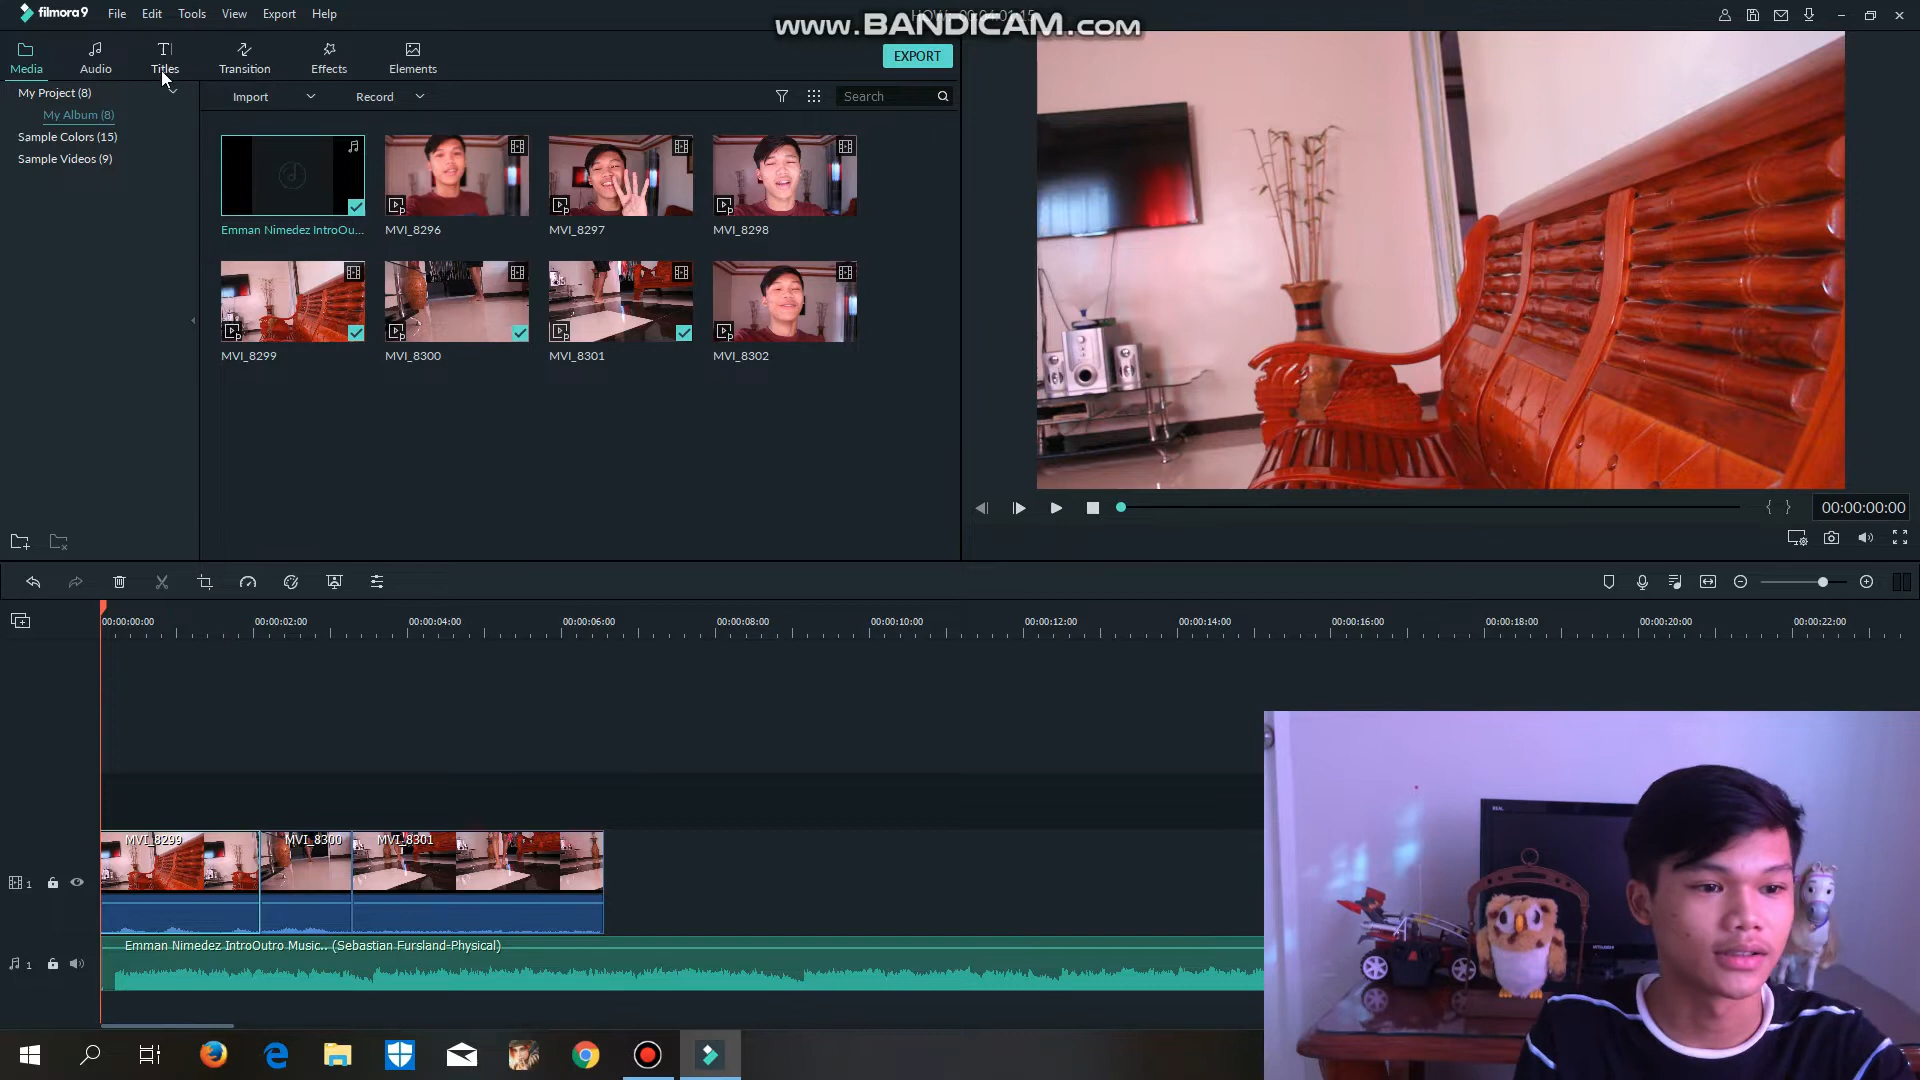 filmora9 File Edit Tools View Export Help
www.BANDICAM.com
Media Audio Titles Transition Effects Elements EXPORT
My Project (8)
My Album (8)
Sample Colors (15)
Sample Videos (9)
Import Record Search
Emman Nimedez IntroOu... MVI_8296 MVI_8297 MVI_8298
MVI_8299 MVI_8300 MVI_8301 MVI_8302
00:00:00:00
00:00:00:00 00:00:02:00 00:00:04:00 00:00:06:00 00:00:08:00 00:00:10:00 00:00:12:00 00:00:14:00 00:00:16:00 00:00:18:00 00:00:20:00 00:00:22:00
MVI_8299 MVI_8300 MVI_8301
1
Emman Nimedez IntroOutro Music.. (Sebastian Fursland-Physical)
1